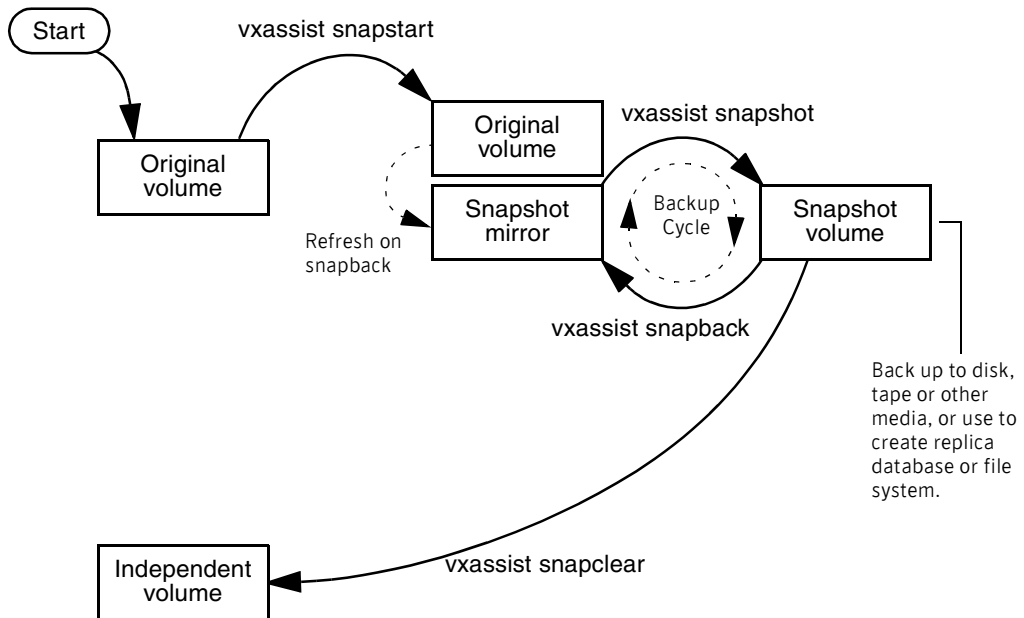 Start
vxassist snapstart
Original
volume
Original
volume
vxassist snapshot
Snapshot
mirror
Backup
Cycle
Snapshot
volume
Refresh on
snapback
vxassist snapback
Back up to disk,
tape or other
media, or use to
create replica
database or file
system.
Independent
volume
vxassist snapclear